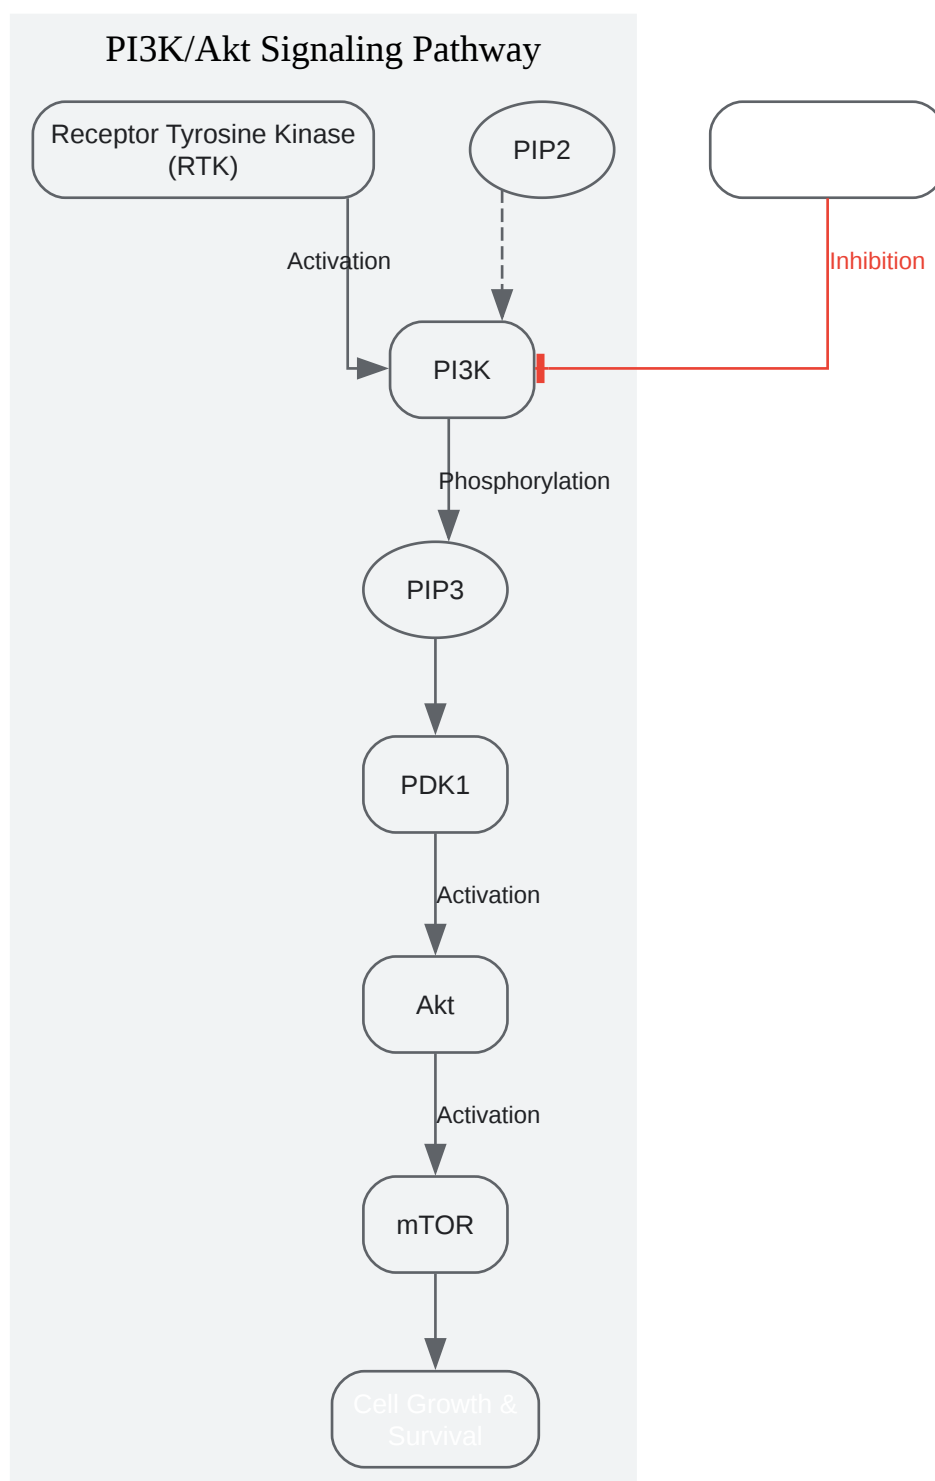 PI3K/Akt Signaling Pathway
Receptor Tyrosine Kinase
(RTK)
PIP2
Activation
Inhibition
PI3K
Phosphorylation
PIP3
PDK1
Activation
Akt
Activation
mTOR
Cell Growth &
Survival